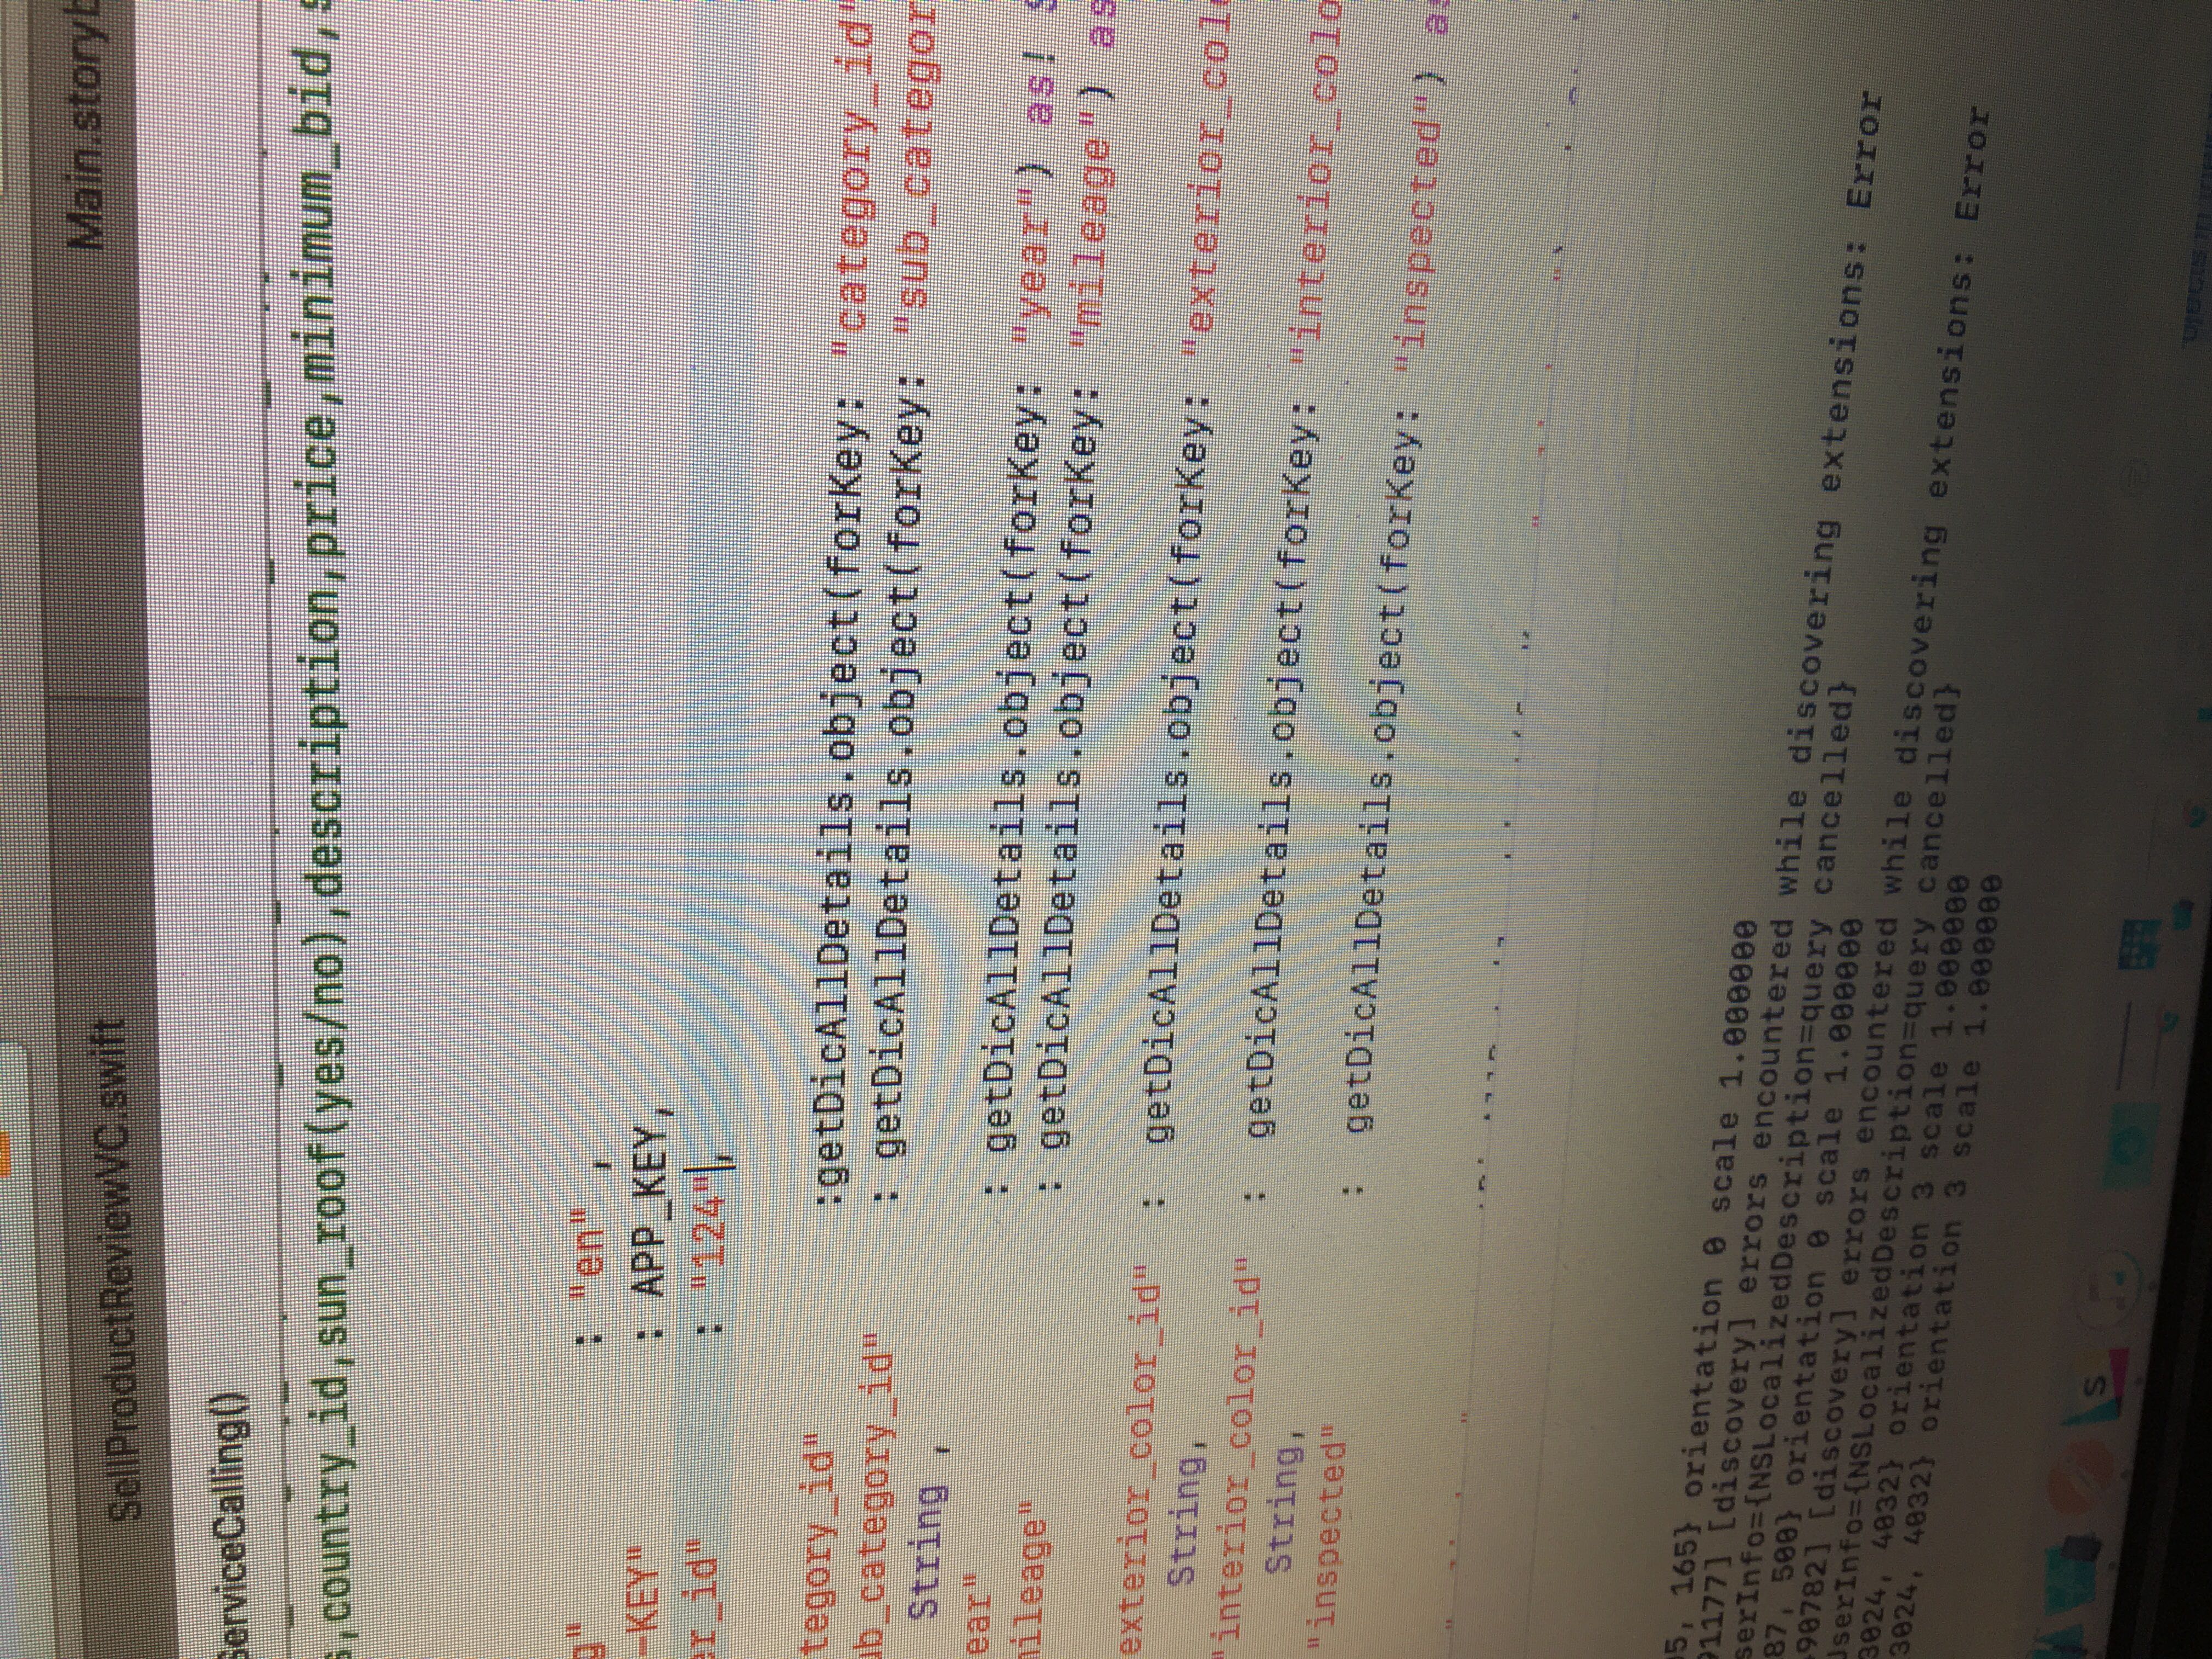 SellProductReviewVC.swift Main.storyb
ServiceCalling()
s,country_id,sun_roof(yes/no),description,price,minimum_bid,s
g" : "en" ,
-KEY" : APP_KEY,
er_id" : "124",
tegory_id" :getDicAllDetails.object(forKey: "category_id"
ub_category_id" : getDicAllDetails.object(forKey: "sub_categor
String ,
ear" : getDicAllDetails.object(forKey: "year") as! S
mileage" : getDicAllDetails.object(forKey: "mileage") as
exterior_color_id" : getDicAllDetails.object(forKey: "exterior_colo
String,
"interior_color_id" : getDicAllDetails.object(forKey: "interior_colo
String,
"inspected" : getDicAllDetails.object(forKey: "inspected") as
95, 165} orientation 0 scale 1.000000
91177] [discovery] errors encountered while discovering extensions: Error
serInfo={NSLocalizedDescription=query cancelled}
87, 500} orientation 0 scale 1.000000
490782] [discovery] errors encountered while discovering extensions: Error
UserInfo={NSLocalizedDescription=query cancelled}
3024, 4032} orientation 3 scale 1.000000
3024, 4032} orientation 3 scale 1.000000
S